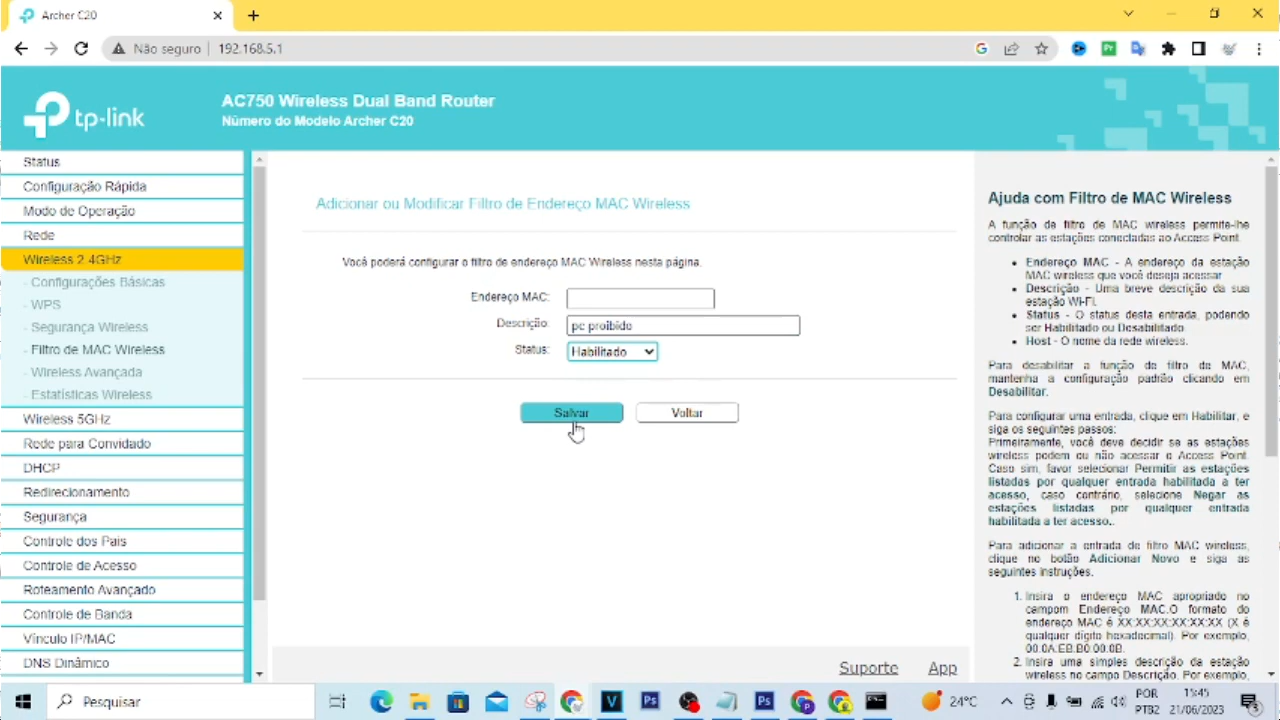 Archer C20
Não seguro
192.168.5.1
tp-link
AC750 Wireless Dual Band Router
Número do Modelo Archer C20
Status
Configuração Rápida
Modo de Operação
Rede
Wireless 2.4GHz
- Configurações Básicas
- WPS
- Segurança Wireless
- Filtro de MAC Wireless
- Wireless Avançada
- Estatísticas Wireless
Wireless 5GHz
Rede para Convidado
DHCP
Redirecionamento
Segurança
Controle dos Pais
Controle de Acesso
Roteamento Avançado
Controle de Banda
Vínculo IP/MAC
DNS Dinâmico
Adicionar ou Modificar Filtro de Endereço MAC Wireless
Você poderá configurar o filtro de endereço MAC Wireless nesta página.
Endereço MAC:
Descrição: pc proibido
Status: Habilitado
Salvar
Voltar
Suporte
App
Ajuda com Filtro de MAC Wireless
A função de filtro de MAC wireless permite-lhe
controlar as estações conectadas ao Access Point.
• Endereço MAC - A endereço da estação
MAC wireless que você deseja acessar
• Descrição - Uma breve descrição da sua
estação Wi-Fi.
• Status - O status desta entrada, podendo
ser Habilitado ou Desabilitado.
• Host - O nome da rede wireless.
Para desabilitar a função de filtro de MAC,
mantenha a configuração padrão clicando em
Desabilitar.
Para configurar uma entrada, clique em Habilitar, e
siga os seguintes passos:
Primeiramente, você deve decidir se as estações
wireless podem ou não acessar o Access Point.
Caso sim, favor selecionar Permitir as estações
listadas por qualquer entrada habilitada a ter
acesso, caso contrário, selecione Negar as
estações listadas por qualquer entrada
habilitada a ter acesso..
Para adicionar a entrada de filtro MAC wireless,
clique no botão Adicionar Novo e siga as
seguintes instruções.
1. Insira o endereço MAC apropriado no
campom Endereço MAC.O formato do
endereço MAC é XX:XX:XX:XX:XX:XX (X é
qualquer dígito hexadecimal). Por exemplo,
00:0A:EB:B0:00:0B.
2. Insira uma simples descrição da estação
wireless no campo Descrição. Por exemplo,
Pesquisar
24°C
POR
PTB2
15:45
21/06/2023
3